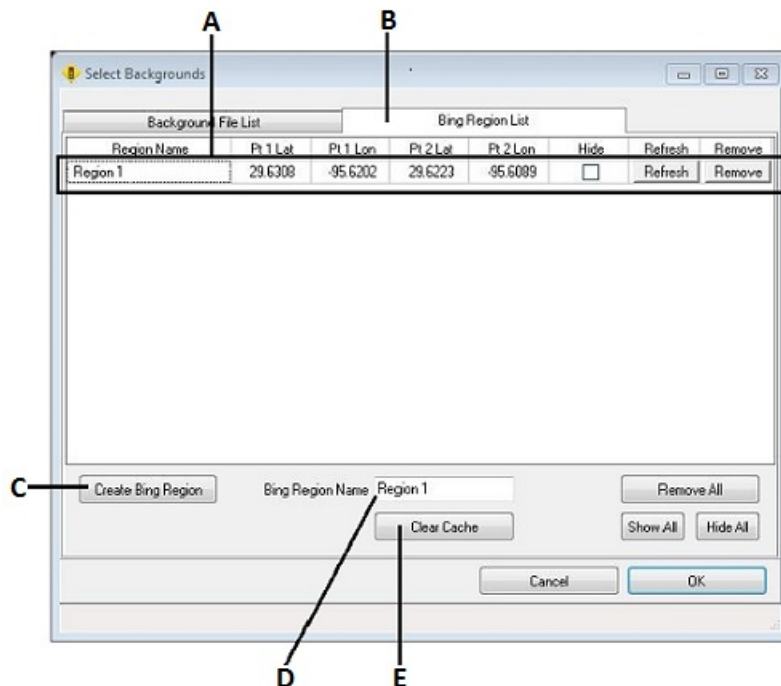 A
B
Select Backgrounds
Background File List
Bing Region List
Region Name Pt 1 Lat Pt 1 Lon Pt 2 Lat Pt 2 Lon Hide Refresh Remove
Region 1 29.6308 -95.6202 29.6223 -95.6089 Refresh Remove
C
Create Bing Region Bing Region Name Region 1 Remove All
Clear Cache Show All Hide All
Cancel OK
D E